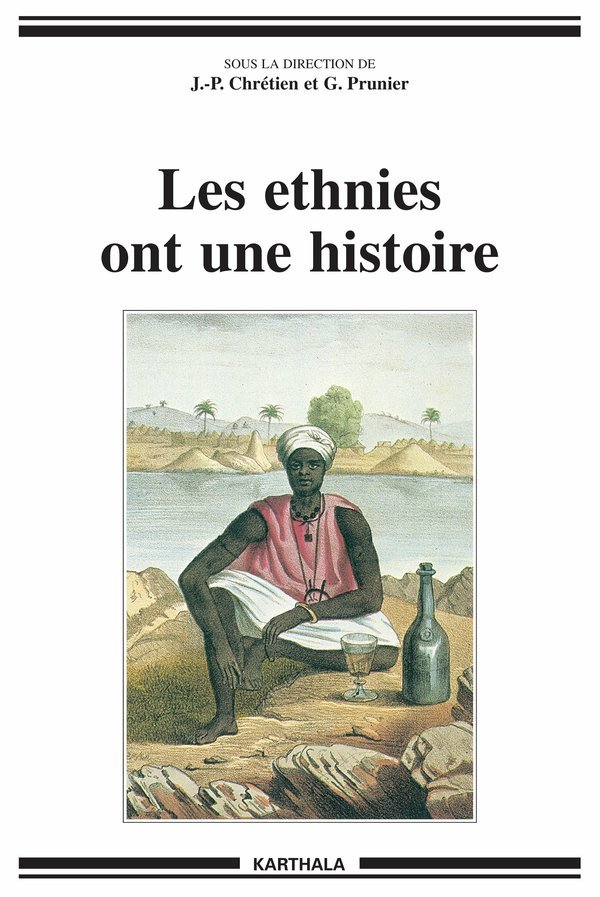 SOUS LA DIRECTION DE
J.-P. Chrétien et G. Prunier
Les ethnies
ont une histoire
KARTHALA